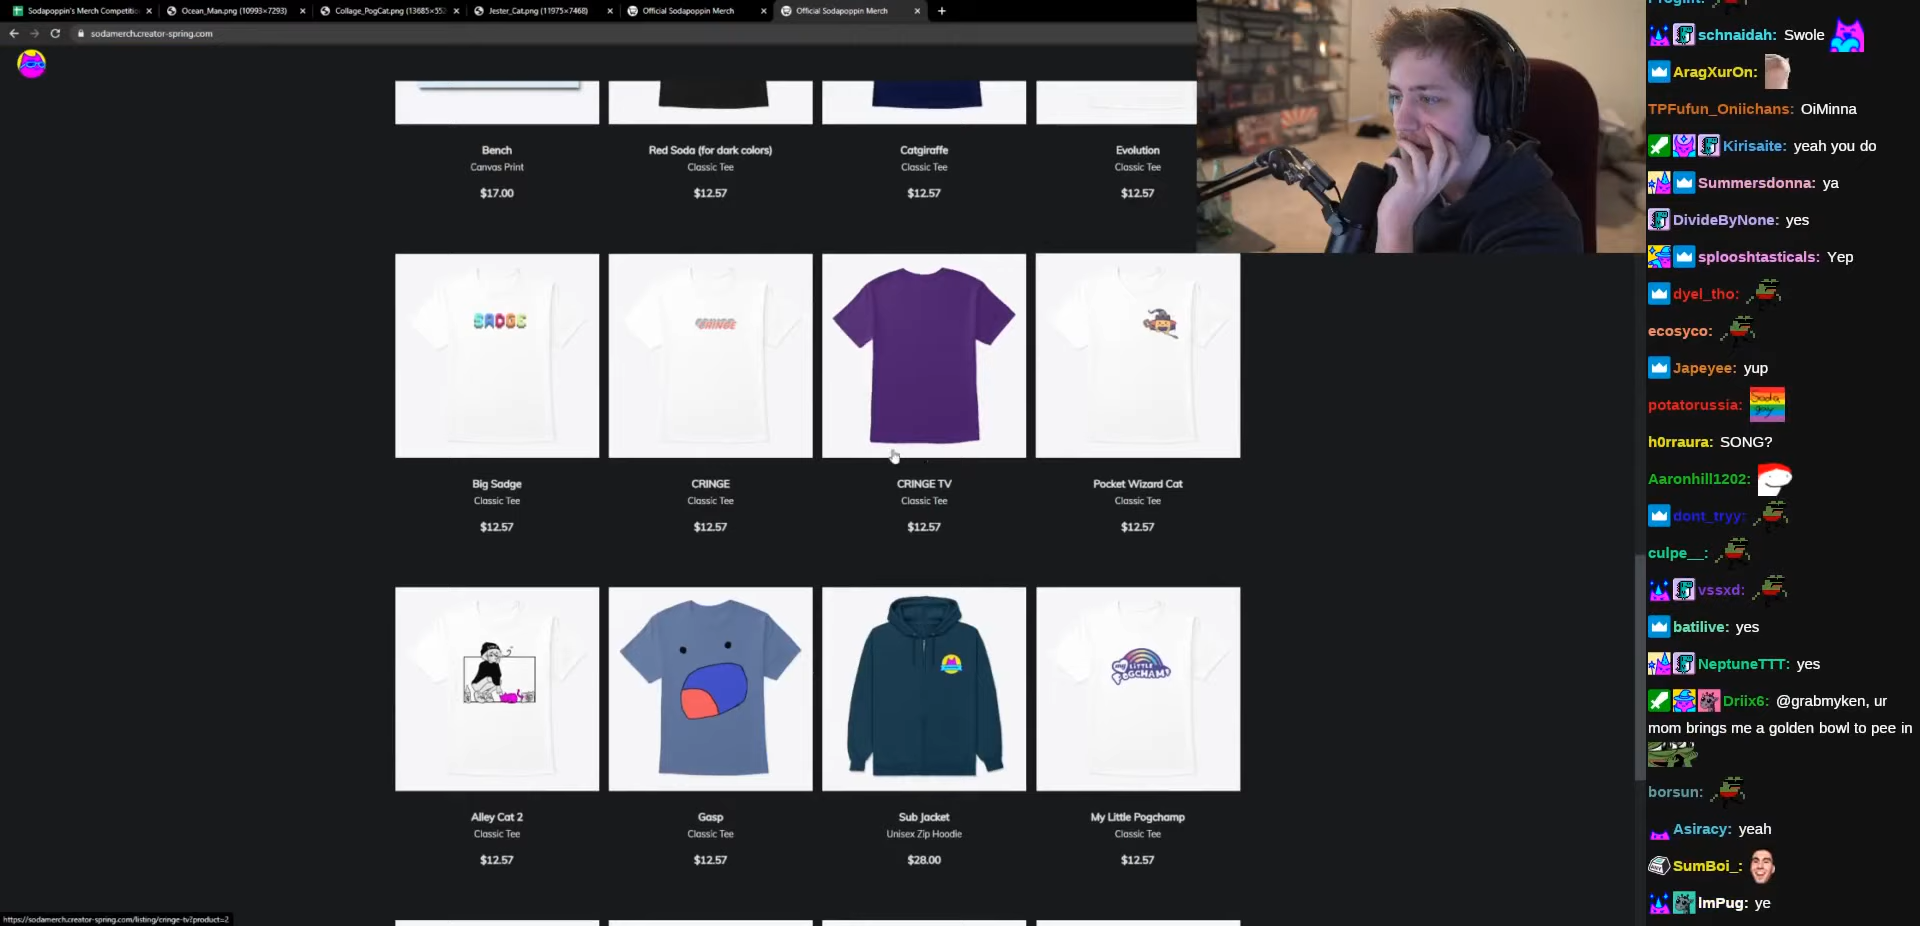 Sodapoppin's Merch Competitio
Ocean_Man.png (10993×7293)
Collage_PogCat.png (13685×55
Jester_Cat.png (11975×7468)
Official Sodapoppin Merch
Official Sodapoppin Merch
sodamerch.creator-spring.com
Bench
Canvas Print
$17.00
Red Soda (for dark colors)
Classic Tee
$12.57
Catgiraffe
Classic Tee
$12.57
Evolution
Classic Tee
$12.57
SADGE
CRINGE
Big Sadge
Classic Tee
$12.57
CRINGE
Classic Tee
$12.57
CRINGE TV
Classic Tee
$12.57
Pocket Wizard Cat
Classic Tee
$12.57
my LITTLE
POGCHAMP
Alley Cat 2
Classic Tee
$12.57
Gasp
Classic Tee
$12.57
Sub Jacket
Unisex Zip Hoodie
$28.00
My Little Pogchamp
Classic Tee
$12.57
https://sodamerch.creator-spring.com/listing/cringe-tv?product=2
schnaidah: Swole
AragXurOn:
TPFufun_Oniichans: OiMinna
Kirisaite: yeah you do
Summersdonna: ya
DivideByNone: yes
splooshtasticals: Yep
dyel_tho:
ecosyco:
Japeyee: yup
potatorussia: Soda gay
h0rraura: SONG?
Aaronhill1202:
dont_tryy:
culpe__:
vssxd:
batilive: yes
NeptuneTTT: yes
Driix6: @grabmyken, ur
mom brings me a golden bowl to pee in
borsun:
Asiracy: yeah
SumBoi_:
lmPug: ye